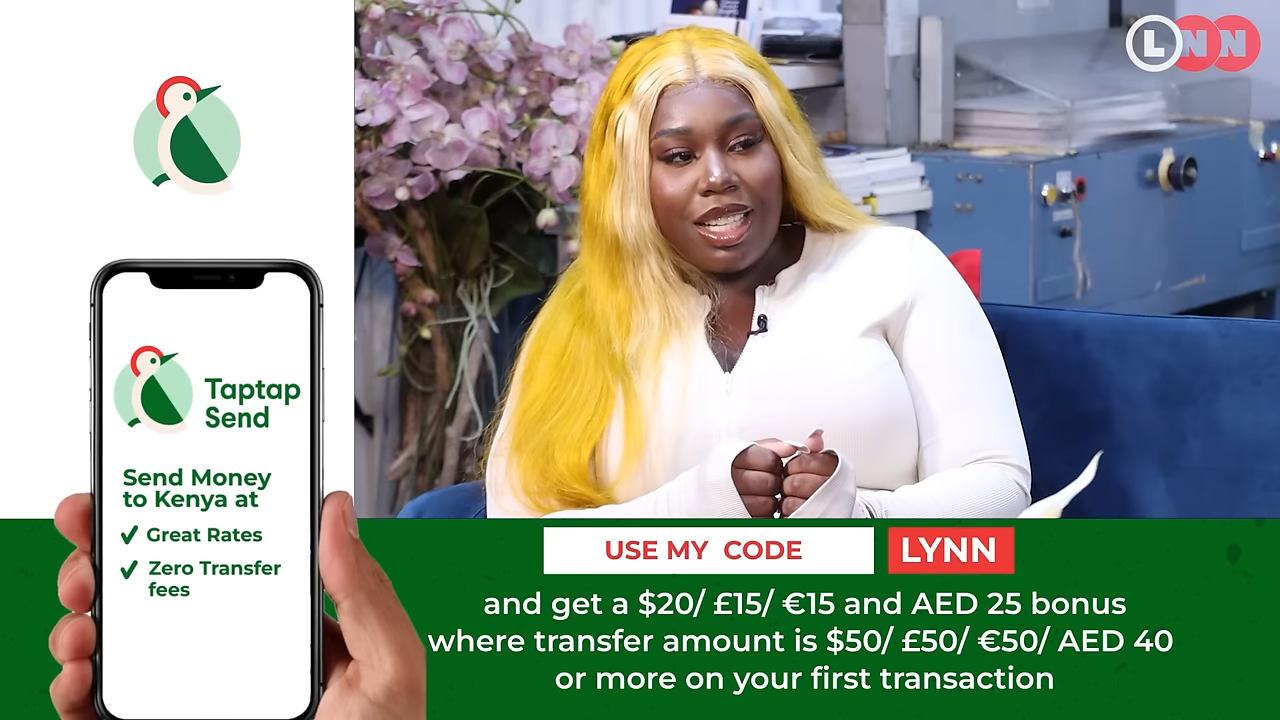 LNN
Taptap
Send
Send Money
to Kenya at
Great Rates
Zero Transfer
fees
USE MY CODE LYNN
and get a $20/ £15/ €15 and AED 25 bonus
where transfer amount is $50/ £50/ €50/ AED 40
or more on your first transaction